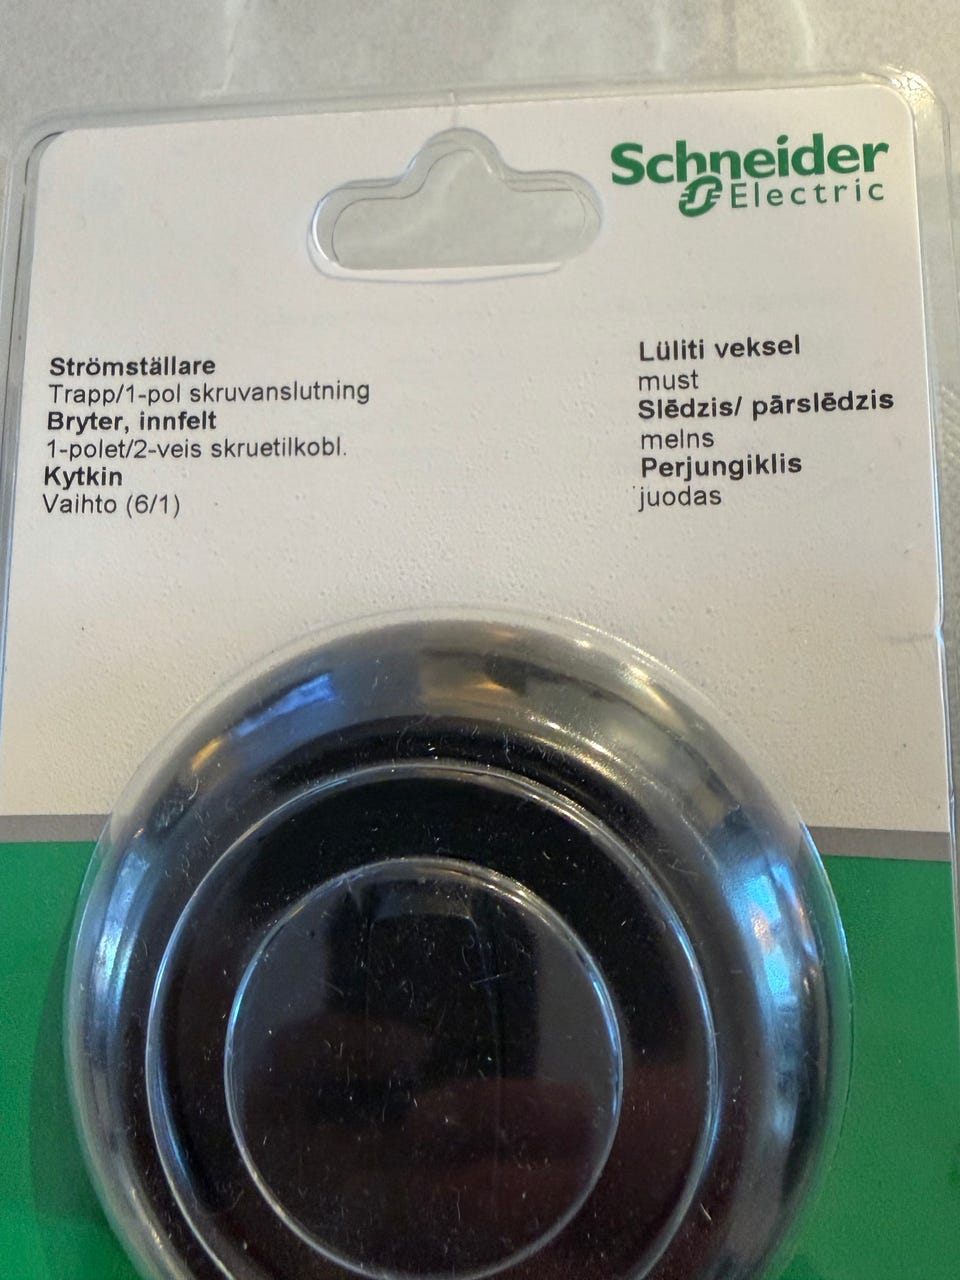 Schneider
Electric
Strömställare
Trapp/1-pol skruvanslutning
Bryter, innfelt
1-polet/2-veis skruetilkobl.
Kytkin
Vaihto (6/1)
Lüliti veksel
must
Slēdzis/ pārslēdzis
melns
Perjungiklis
juodas